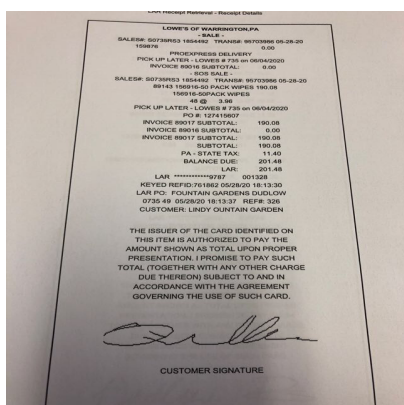 LAR Receipt Retrieval - Receipt Details
LOWE'S OF WARRINGTON,PA
- SALE -
SALES#: S0735RS3 1854492 TRANS#: 95703986 05-28-20
159876 0.00
PROEXPRESS DELIVERY
PICK UP LATER - LOWES # 735 on 06/04/2020
INVOICE 89016 SUBTOTAL: 0.00
- SOS SALE -
SALES#: S0735RS3 1854492 TRANS#: 95703986 05-28-20
89143 156916-50 PACK WIPES 190.08
156916-50PACK WIPES
48 @ 3.96
PICK UP LATER - LOWES # 735 on 06/04/2020
PO #: 127415607
INVOICE 89017 SUBTOTAL: 190.08
INVOICE 89016 SUBTOTAL: 0.00
INVOICE 89017 SUBTOTAL: 190.08
SUBTOTAL: 190.08
PA - STATE TAX: 11.40
BALANCE DUE: 201.48
LAR: 201.48
LAR ************9787 001328
KEYED REFID:761862 05/28/20 18:13:30
LAR PO: FOUNTAIN GARDENS DUDLOW
0735 49 05/28/20 18:13:37 REF#: 326
CUSTOMER: LINDY OUNTAIN GARDEN
THE ISSUER OF THE CARD IDENTIFIED ON
THIS ITEM IS AUTHORIZED TO PAY THE
AMOUNT SHOWN AS TOTAL UPON PROPER
PRESENTATION. I PROMISE TO PAY SUCH
TOTAL (TOGETHER WITH ANY OTHER CHARGE
DUE THEREON) SUBJECT TO AND IN
ACCORDANCE WITH THE AGREEMENT
GOVERNING THE USE OF SUCH CARD.
CUSTOMER SIGNATURE